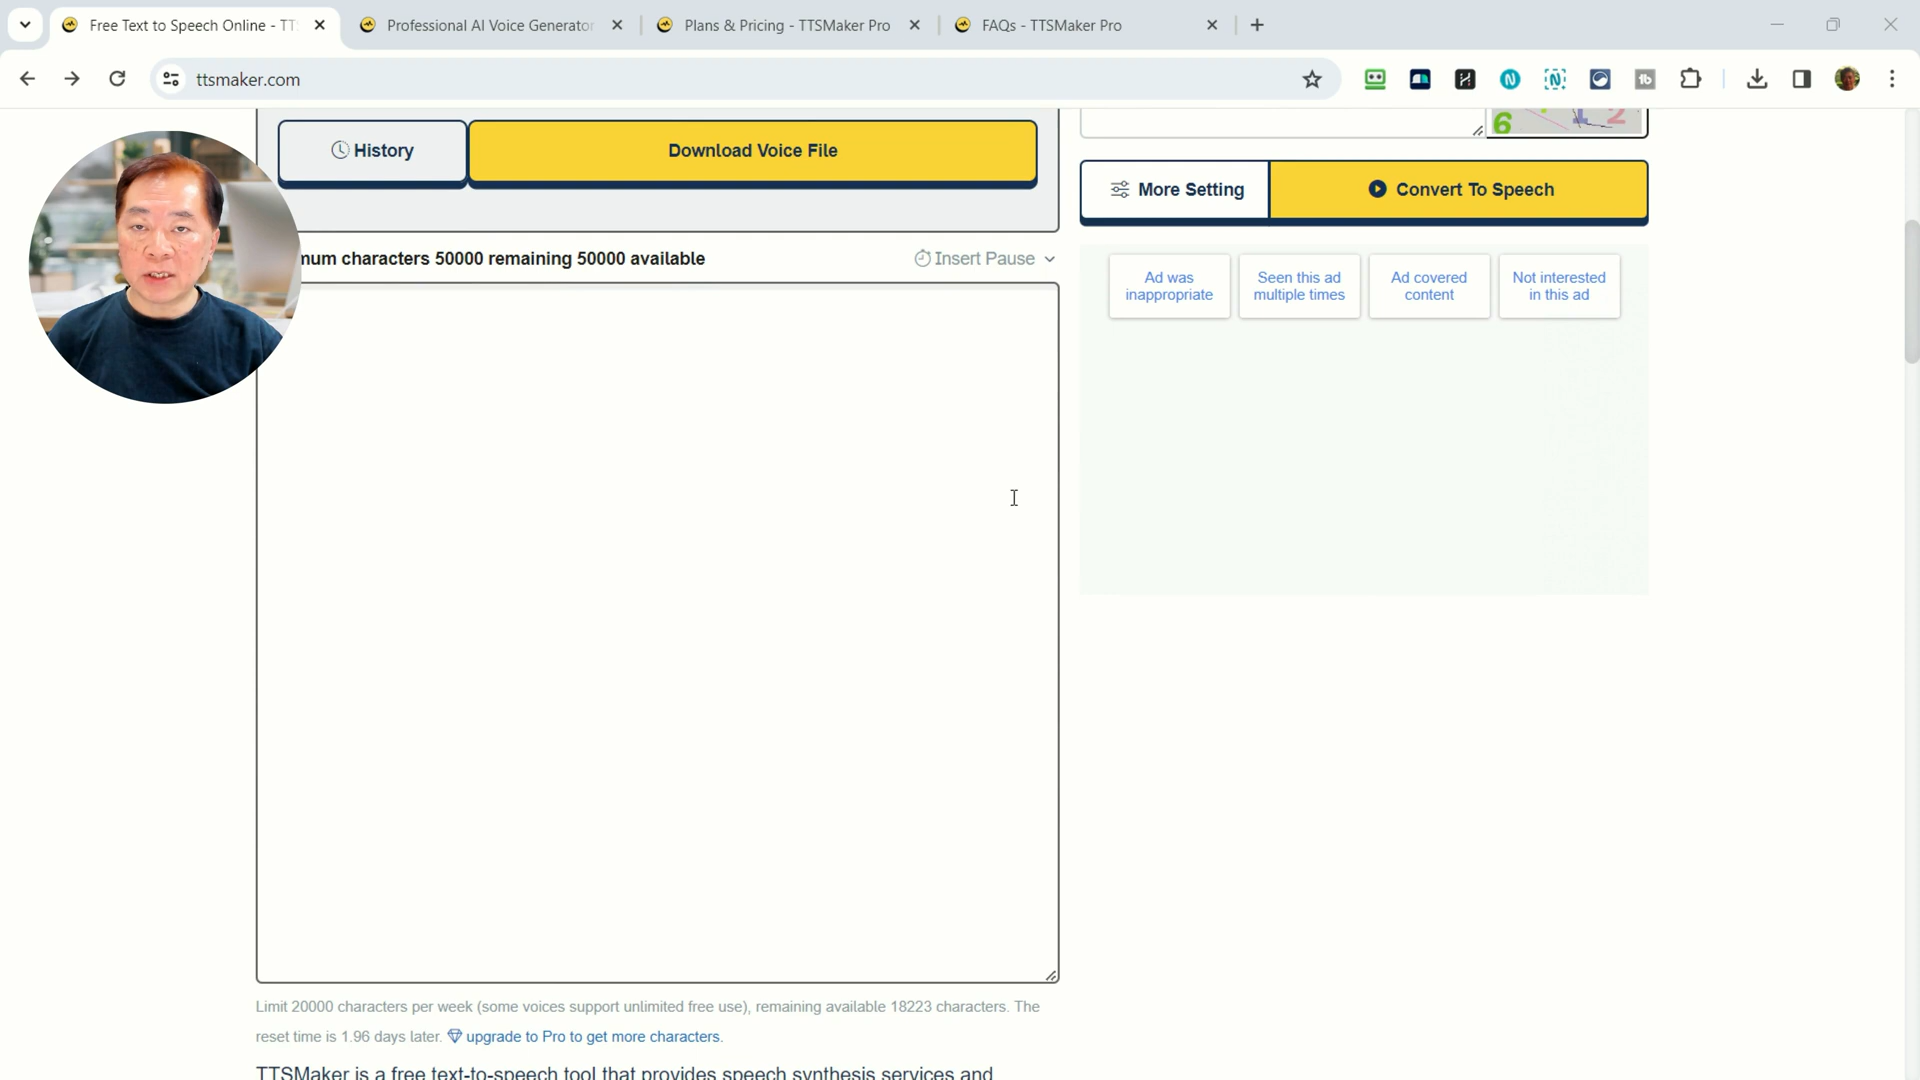 Free Text to Speech Online - TT
Professional AI Voice Generator
Plans & Pricing - TTSMaker Pro
FAQs - TTSMaker Pro
ttsmaker.com
History
Download Voice File
6 1 2
More Setting
Convert To Speech
mum characters 50000 remaining 50000 available
Insert Pause
Ad was
inappropriate
Seen this ad
multiple times
Ad covered
content
Not interested
in this ad
Limit 20000 characters per week (some voices support unlimited free use), remaining available 18223 characters. The
reset time is 1.96 days later. upgrade to Pro to get more characters.
TTSMaker is a free text-to-speech tool that provides speech synthesis services and